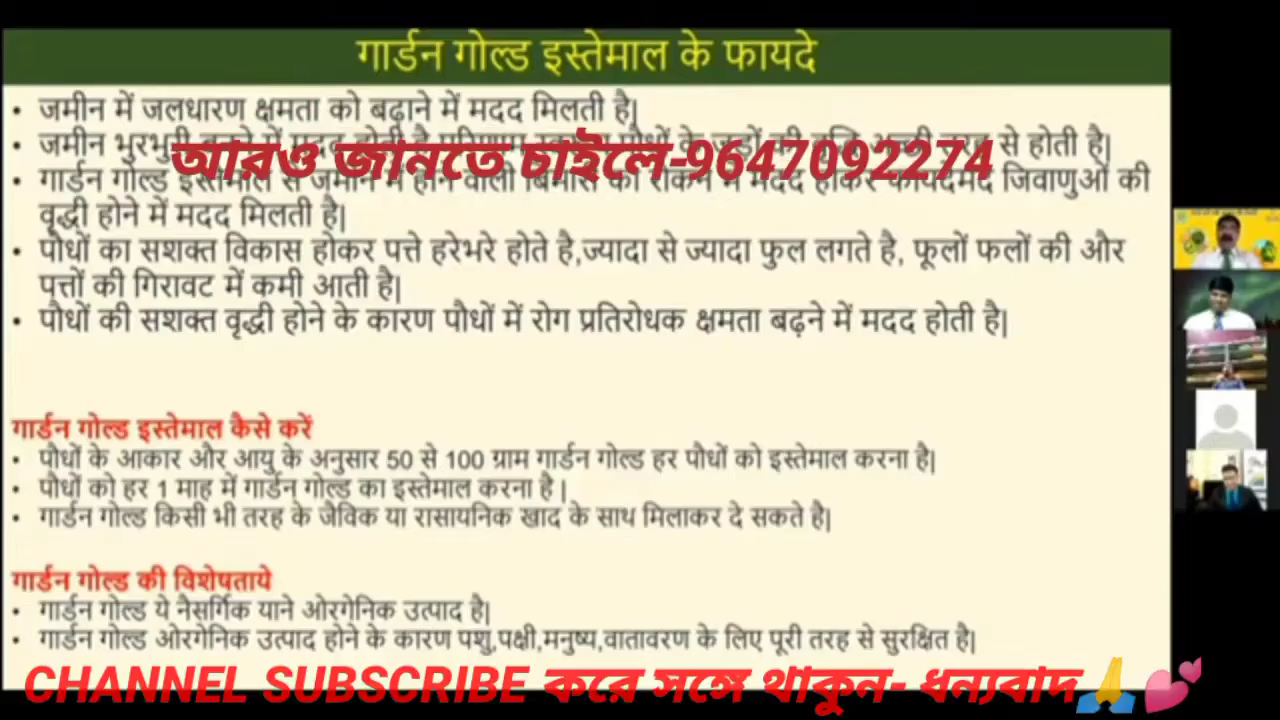 गार्डन गोल्ड इस्तेमाल के फायदे
• जमीन में जलधारण क्षमता को बढ़ाने में मदद मिलती है|
• जमीन भुरभुरी में मदद होती है पौधों के जड़ों की वृद्धि अच्छी तरह से होती है|
আরও জানতে চাইলে-9647092274
• गार्डन गोल्ड इस्तेमाल से जमीन में होने वाली को रोकने में मदद होकर फायदेमंद जिवाणुओं की
वृद्धी होने में मदद मिलती है|
• पौधों का सशक्त विकास होकर पत्ते हरेभरे होते है,ज्यादा से ज्यादा फुल लगते है, फूलों फलों की और
पत्तों की गिरावट में कमी आती है|
• पौधों की सशक्त वृद्धी होने के कारण पौधों में रोग प्रतिरोधक क्षमता बढ़ने में मदद होती है|
गार्डन गोल्ड इस्तेमाल कैसे करें
• पौधों के आकार और आयु के अनुसार 50 से 100 ग्राम गार्डन गोल्ड हर पौधों को इस्तेमाल करना है|
• पौधों को हर 1 माह में गार्डन गोल्ड का इस्तेमाल करना है |
• गार्डन गोल्ड किसी भी तरह के जैविक या रासायनिक खाद के साथ मिलाकर दे सकते है|
गार्डन गोल्ड की विशेषताये
• गार्डन गोल्ड ये नैसर्गिक याने ओरगेनिक उत्पाद है|
• गार्डन गोल्ड ओरगेनिक उत्पाद होने के कारण पशु,पक्षी,मनुष्य,वातावरण के लिए पूरी तरह से सुरक्षित है|
CHANNEL SUBSCRIBE করে সঙ্গে থাকুন- ধন্যবাদ🙏💕